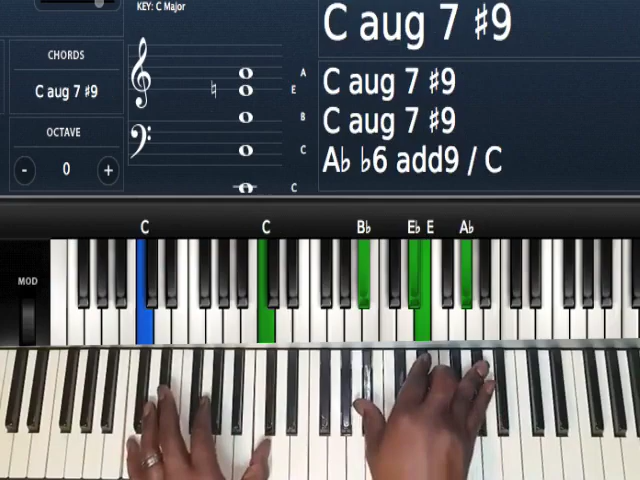 KEY: C Major
C aug 7 ♯9
CHORDS
C aug 7 ♯9
OCTAVE
- 0 +
A
E
B
C
C
C aug 7 ♯9
C aug 7 ♯9
A♭ ♭6 add9 / C
C C B♭ E♭ E A♭
MOD